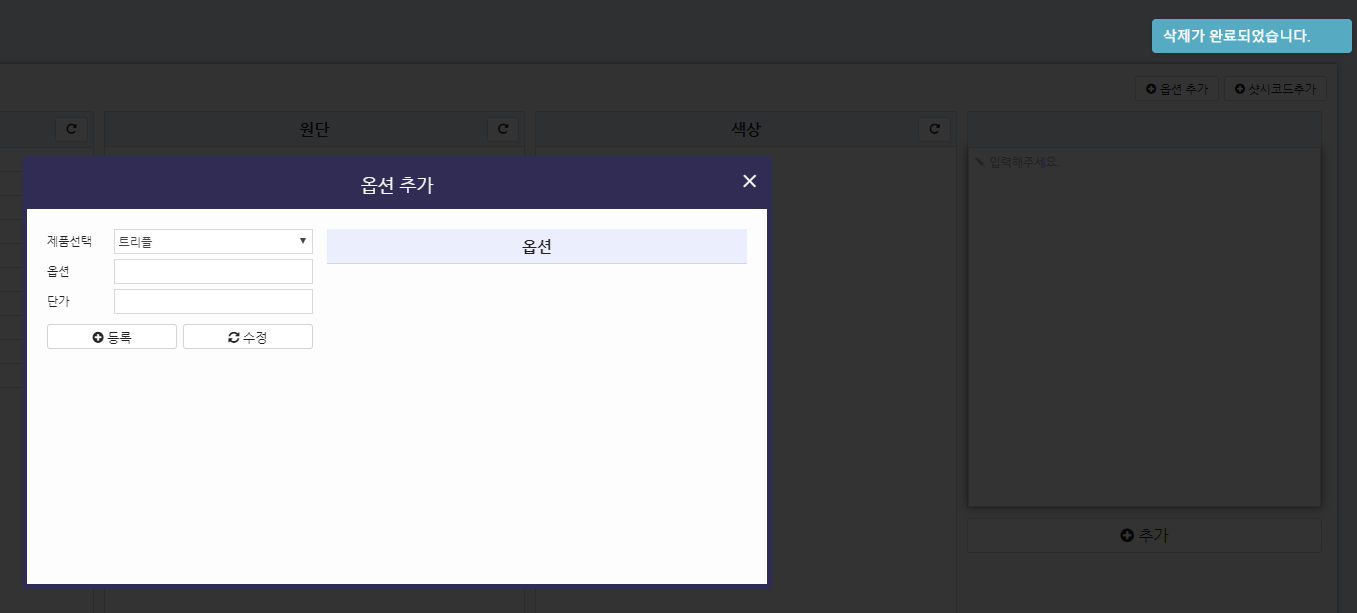 삭제가 완료되었습니다.
옵션 추가
샷시코드추가
원단
색상
입력해주세요.
옵션 추가
제품선택
트리플
옵션
옵션
단가
등록
수정
추가